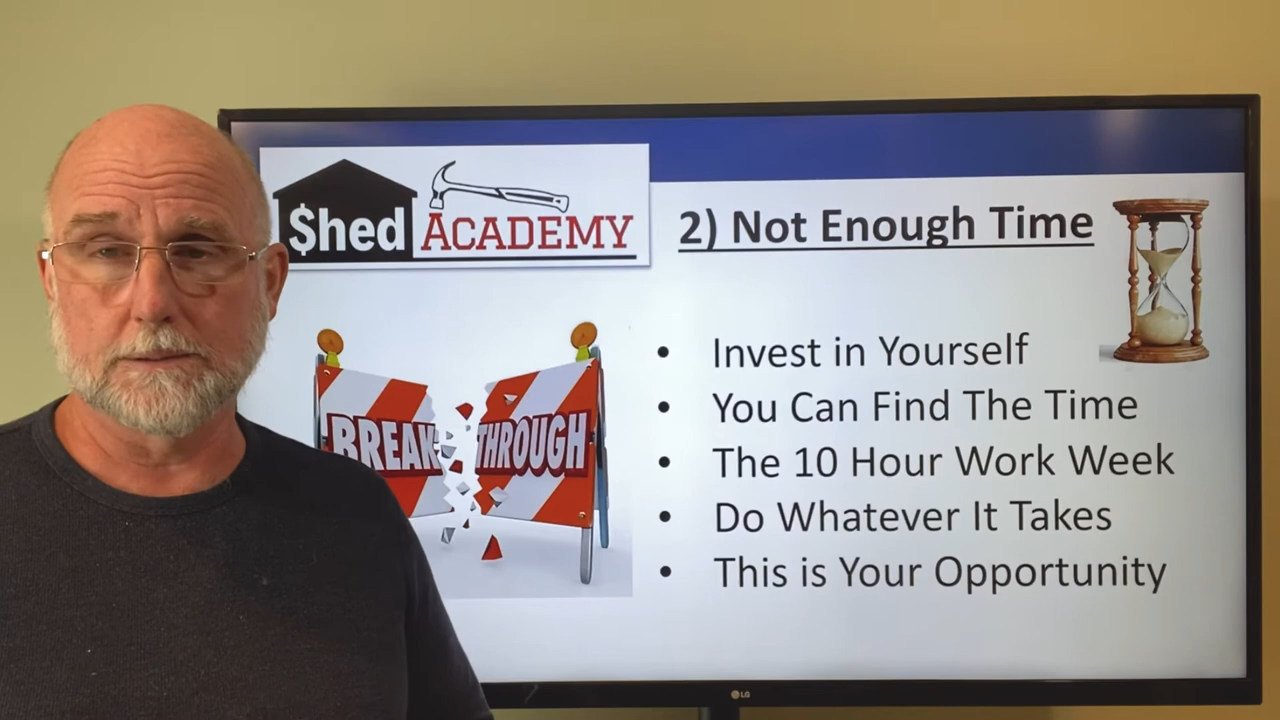 $hed ACADEMY
2) Not Enough Time
BREAK THROUGH
• Invest in Yourself
• You Can Find The Time
• The 10 Hour Work Week
• Do Whatever It Takes
• This is Your Opportunity
LG